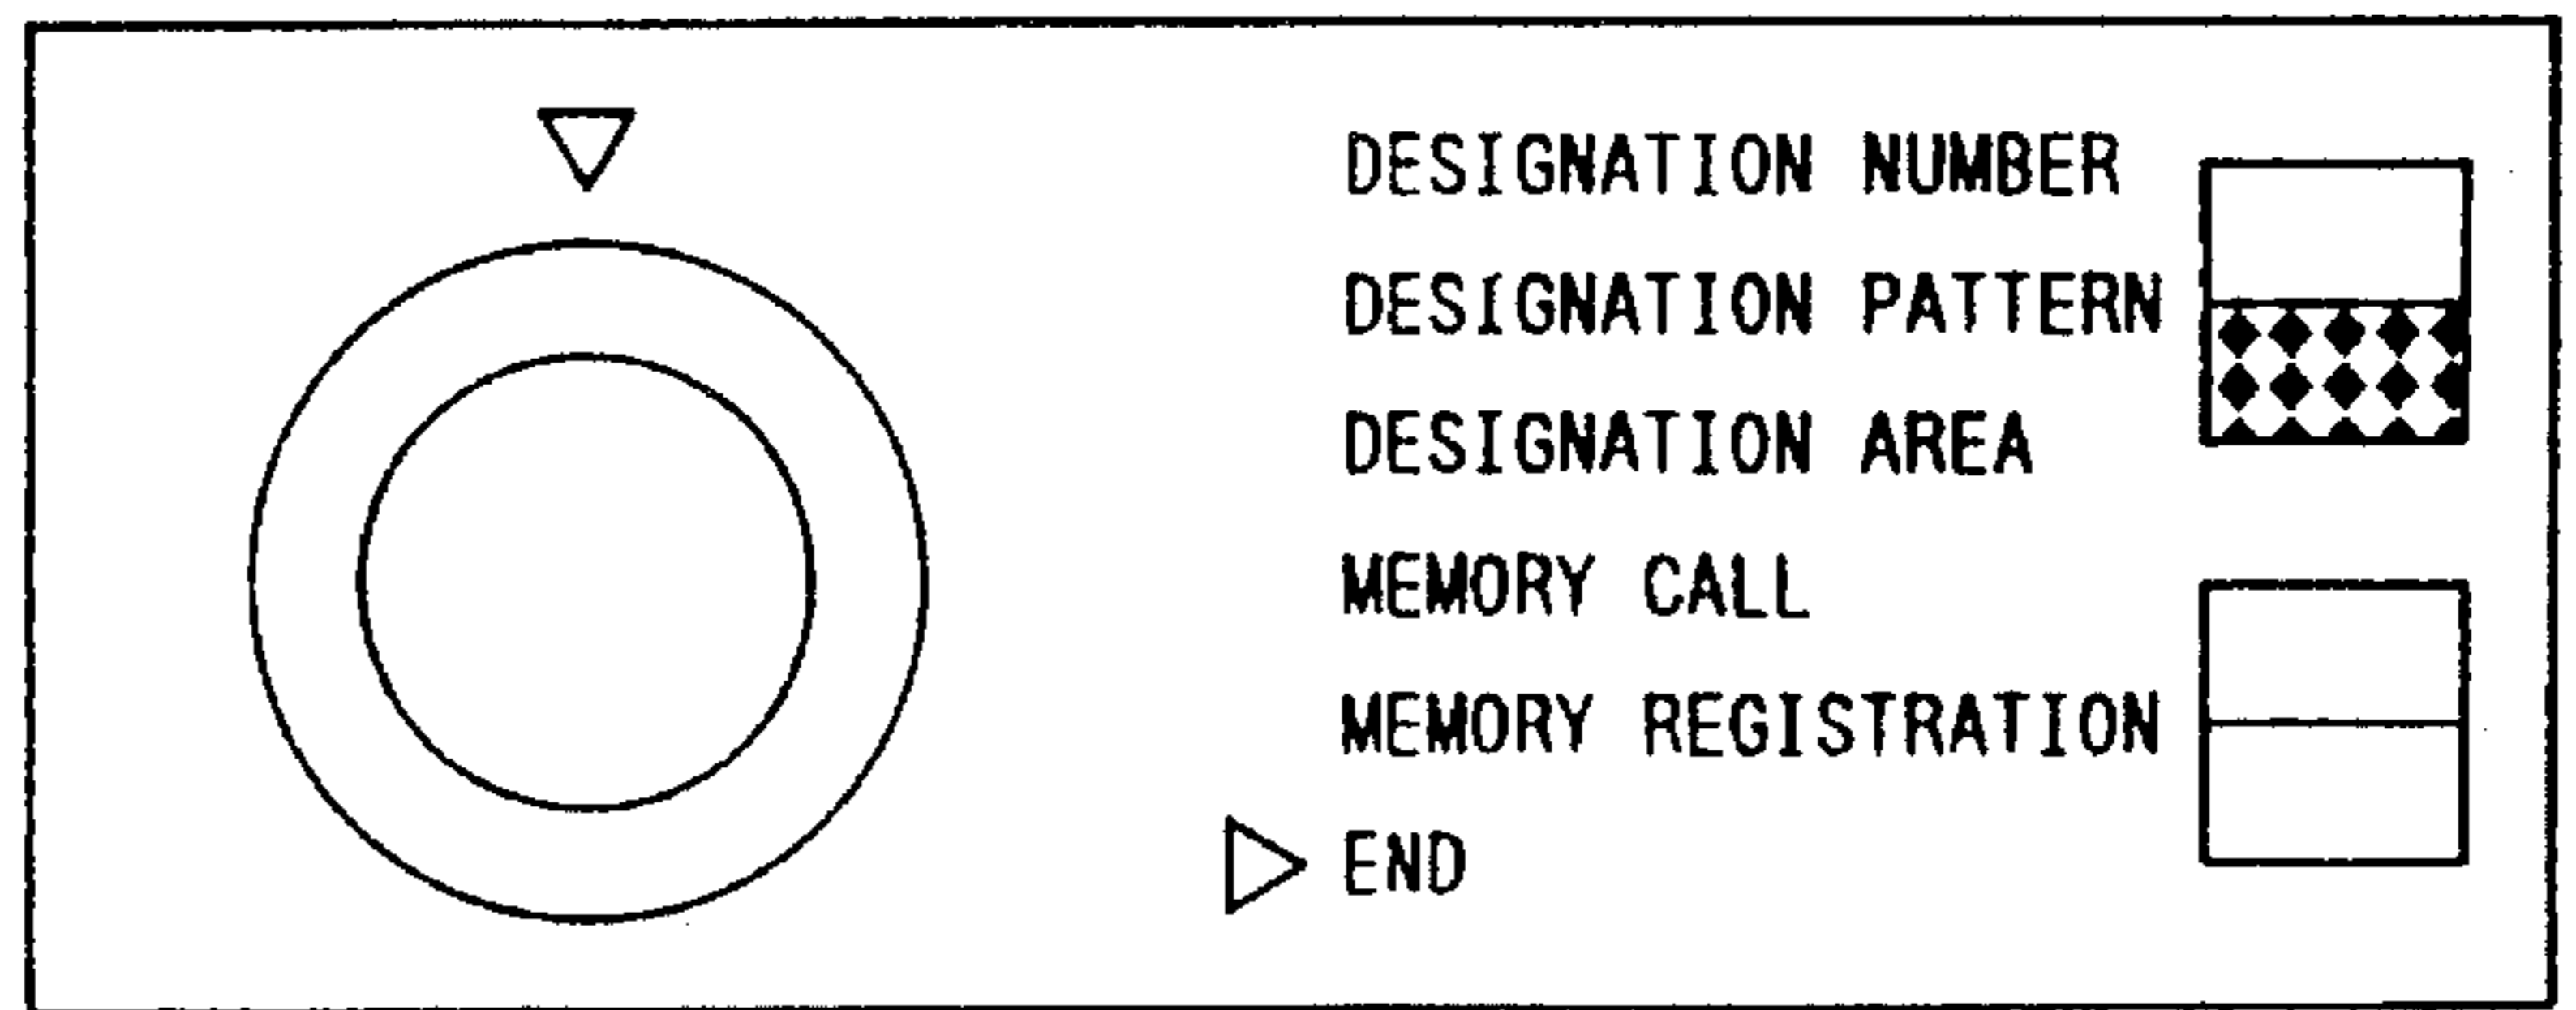 DESIGNATION NUMBER
DESIGNATION PATTERN
DESIGNATION AREA
MEMORY CALL
MEMORY REGISTRATION
END